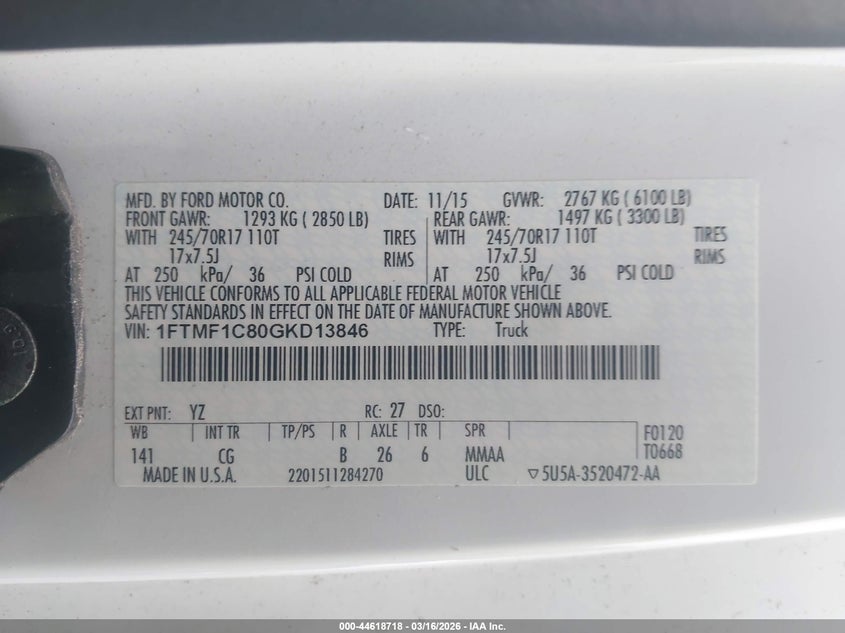 MFD. BY FORD MOTOR CO. DATE: 11/15 GVWR: 2767 KG ( 6100 LB)
FRONT GAWR: 1293 KG ( 2850 LB) REAR GAWR: 1497 KG ( 3300 LB)
WITH 245/70R17 110T TIRES WITH 245/70R17 110T TIRES
17x7.5J RIMS 17x7.5J RIMS
AT 250 kPa/ 36 PSI COLD AT 250 kPa/ 36 PSI COLD
THIS VEHICLE CONFORMS TO ALL APPLICABLE FEDERAL MOTOR VEHICLE
SAFETY STANDARDS IN EFFECT ON THE DATE OF MANUFACTURE SHOWN ABOVE.
VIN: 1FTMF1C80GKD13846 TYPE: Truck
EXT PNT: YZ RC: 27 DSO:
WB INT TR TP/PS R AXLE TR SPR F0120
141 CG B 26 6 MMAA T0668
MADE IN U.S.A. 2201511284270 ULC ▽5U5A-3520472-AA
000-44618718 - 03/16/2026 - IAA Inc.